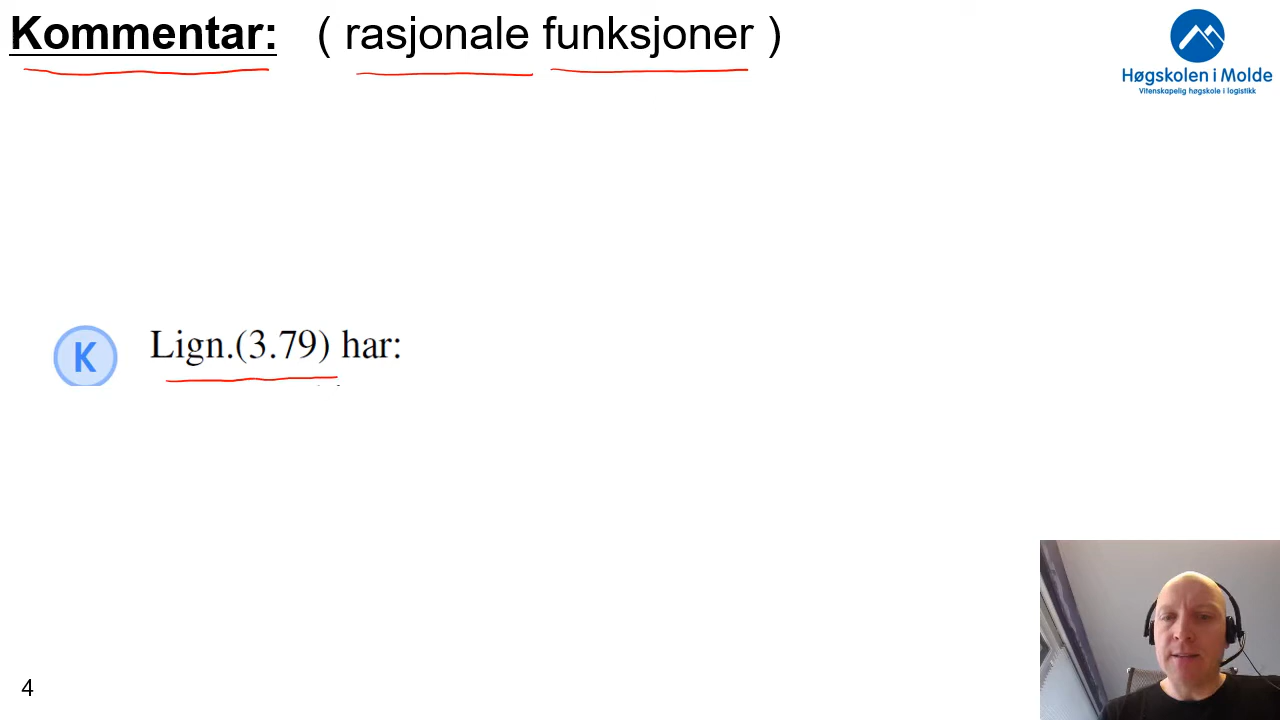 Kommentar: ( rasjonale funksjoner )
Høgskolen i Molde
Vitenskapelig høgskole i logistikk
K Lign.(3.79) har:
4